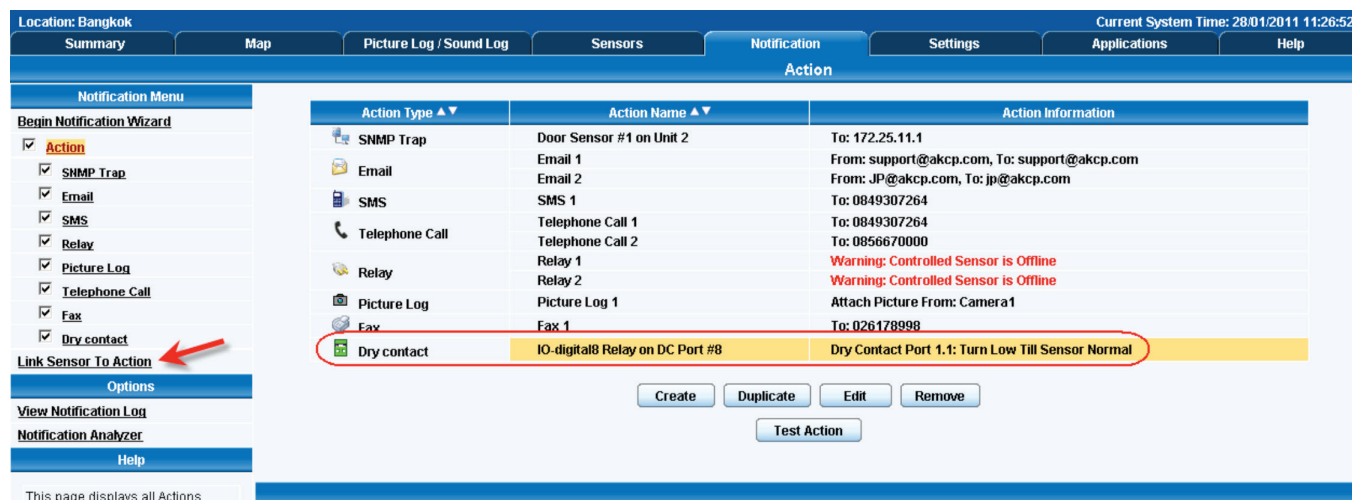 Location: Bangkok
Current System Time: 28/01/2011 11:26:52
Summary Map Picture Log / Sound Log Sensors Notification Settings Applications Help
Action
Notification Menu
Begin Notification Wizard
Action
SNMP Trap
Email
SMS
Relay
Picture Log
Telephone Call
Fax
Dry contact
Link Sensor To Action
Options
View Notification Log
Notification Analyzer
Help
This page displays all Actions
Action Type Action Name Action Information
SNMP Trap Door Sensor #1 on Unit 2 To: 172.25.11.1
Email Email 1 From: support@akcp.com, To: support@akcp.com
Email 2 From: JP@akcp.com, To: jp@akcp.com
SMS SMS 1 To: 0849307264
Telephone Call Telephone Call 1 To: 0849307264
Telephone Call 2 To: 0856670000
Relay Relay 1 Warning: Controlled Sensor is Offline
Relay 2 Warning: Controlled Sensor is Offline
Picture Log Picture Log 1 Attach Picture From: Camera1
Fax Fax 1 To: 026178998
Dry contact IO-digital8 Relay on DC Port #8 Dry Contact Port 1.1: Turn Low Till Sensor Normal
Create Duplicate Edit Remove
Test Action